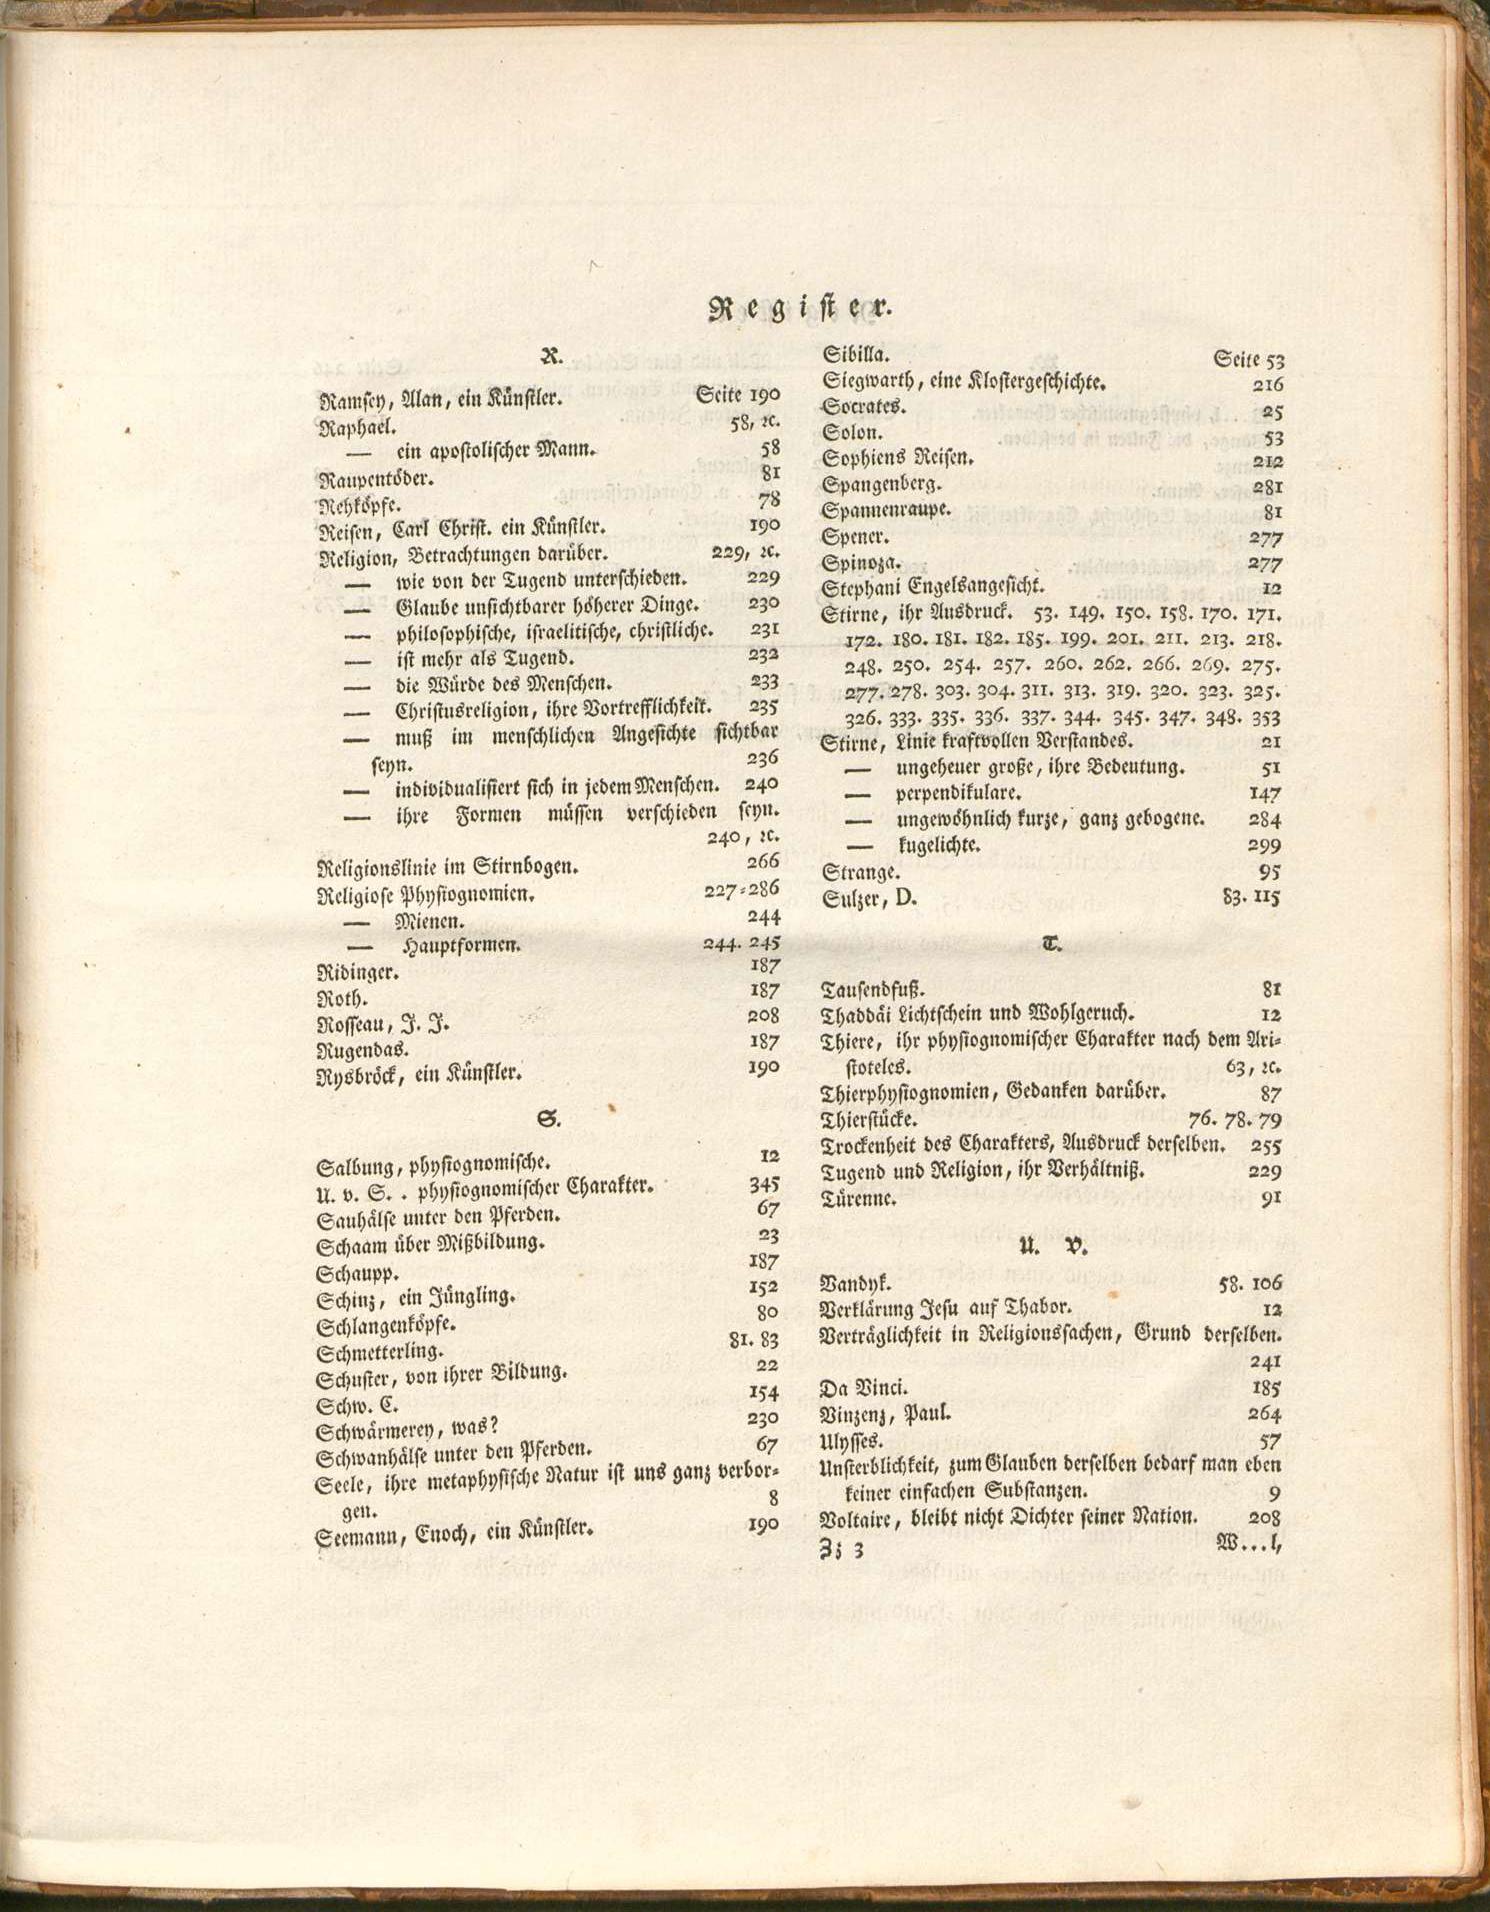 Register.
R.
Ramsey, Alan, ein Künstler. Seite 190
Raphael. 58, ꝛc.
— ein apostolischer Mann. 58
Raupentöder. 81
Rehköpfe. 78
Reisen, Carl Christ. ein Künstler. 190
Religion, Betrachtungen darüber. 229, ꝛc.
— wie von der Tugend unterschieden. 229
— Glaube unsichtbarer höherer Dinge. 230
— philosophische, israelitische, christliche. 231
— ist mehr als Tugend. 232
— die Würde des Menschen. 233
— Christusreligion, ihre Vortrefflichkeit. 235
— muß im menschlichen Angesichte sichtbar
seyn. 236
— individualisiert sich in jedem Menschen. 240
— ihre Formen müssen verschieden seyn.
240, ꝛc.
Religionslinie im Stirnbogen. 266
Religiose Physiognomien. 227-286
— Mienen. 244
— Hauptformen. 244. 245
Ridinger. 187
Roth. 187
Rosseau, J. J. 208
Rugendas. 187
Rysbröck, ein Künstler. 190
S.
Salbung, physiognomische. 12
U. v. S. . physiognomischer Charakter. 345
Sauhälse unter den Pferden. 67
Schaam über Mißbildung. 23
Schaupp. 187
Schinz, ein Jüngling. 152
Schlangenköpfe. 80
Schmetterling. 81. 83
Schuster, von ihrer Bildung. 22
Schw. C. 154
Schwärmerey, was? 230
Schwanhälse unter den Pferden. 67
Seele, ihre metaphysische Natur ist uns ganz verbor-
gen. 8
Seemann, Enoch, ein Künstler. 190
Sibilla. Seite 53
Siegwarth, eine Klostergeschichte. 216
Socrates. 25
Solon. 53
Sophiens Reisen. 212
Spangenberg. 281
Spannenraupe. 81
Spener. 277
Spinoza. 277
Stephani Engelsangesicht. 12
Stirne, ihr Ausdruck. 53. 149. 150. 158. 170. 171.
172. 180. 181. 182. 185. 199. 201. 211. 213. 218.
248. 250. 254. 257. 260. 262. 266. 269. 275.
277. 278. 303. 304. 311. 313. 319. 320. 323. 325.
326. 333. 335. 336. 337. 344. 345. 347. 348. 353
Stirne, Linie kraftvollen Verstandes. 21
— ungeheuer große, ihre Bedeutung. 51
— perpendikulare. 147
— ungewöhnlich kurze, ganz gebogene. 284
— kugelichte. 299
Strange. 95
Sulzer, D. 83. 115
T.
Tausendfuß. 81
Thaddäi Lichtschein und Wohlgeruch. 12
Thiere, ihr physiognomischer Charakter nach dem Ari-
stoteles. 63, ꝛc.
Thierphysiognomien, Gedanken darüber. 87
Thierstücke. 76. 78. 79
Trockenheit des Charakters, Ausdruck derselben. 255
Tugend und Religion, ihr Verhältniß. 229
Türenne. 91
U. V.
Vandyk. 58. 106
Verklärung Jesu auf Thabor. 12
Verträglichkeit in Religionssachen, Grund derselben.
241
Da Vinci. 185
Vinzenz, Paul. 264
Ulysses. 57
Unsterblichkeit, zum Glauben derselben bedarf man eben
keiner einfachen Substanzen. 9
Voltaire, bleibt nicht Dichter seiner Nation. 208
Zz 3 W...l,